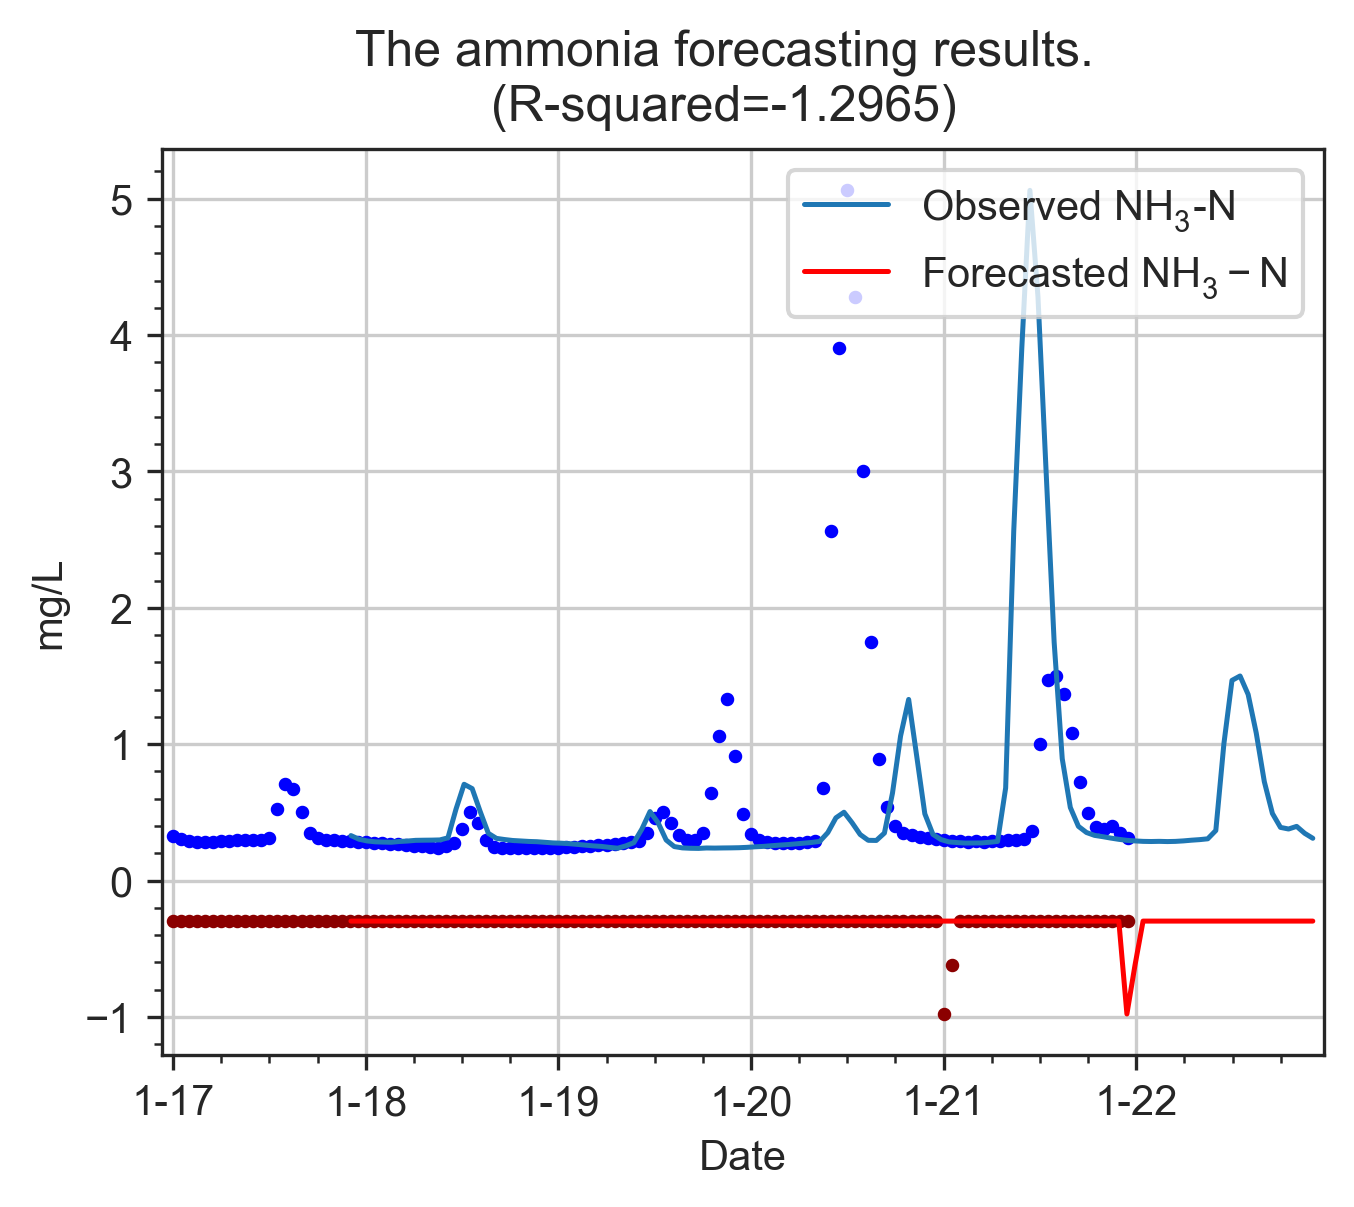 The ammonia forecasting results.
(R-squared=-1.2965)
Observed NH₃-N
Forecasted NH₃ − N
5
4
3
2
1
0
−1
mg/L
1-17
1-18
1-19
1-20
1-21
1-22
Date